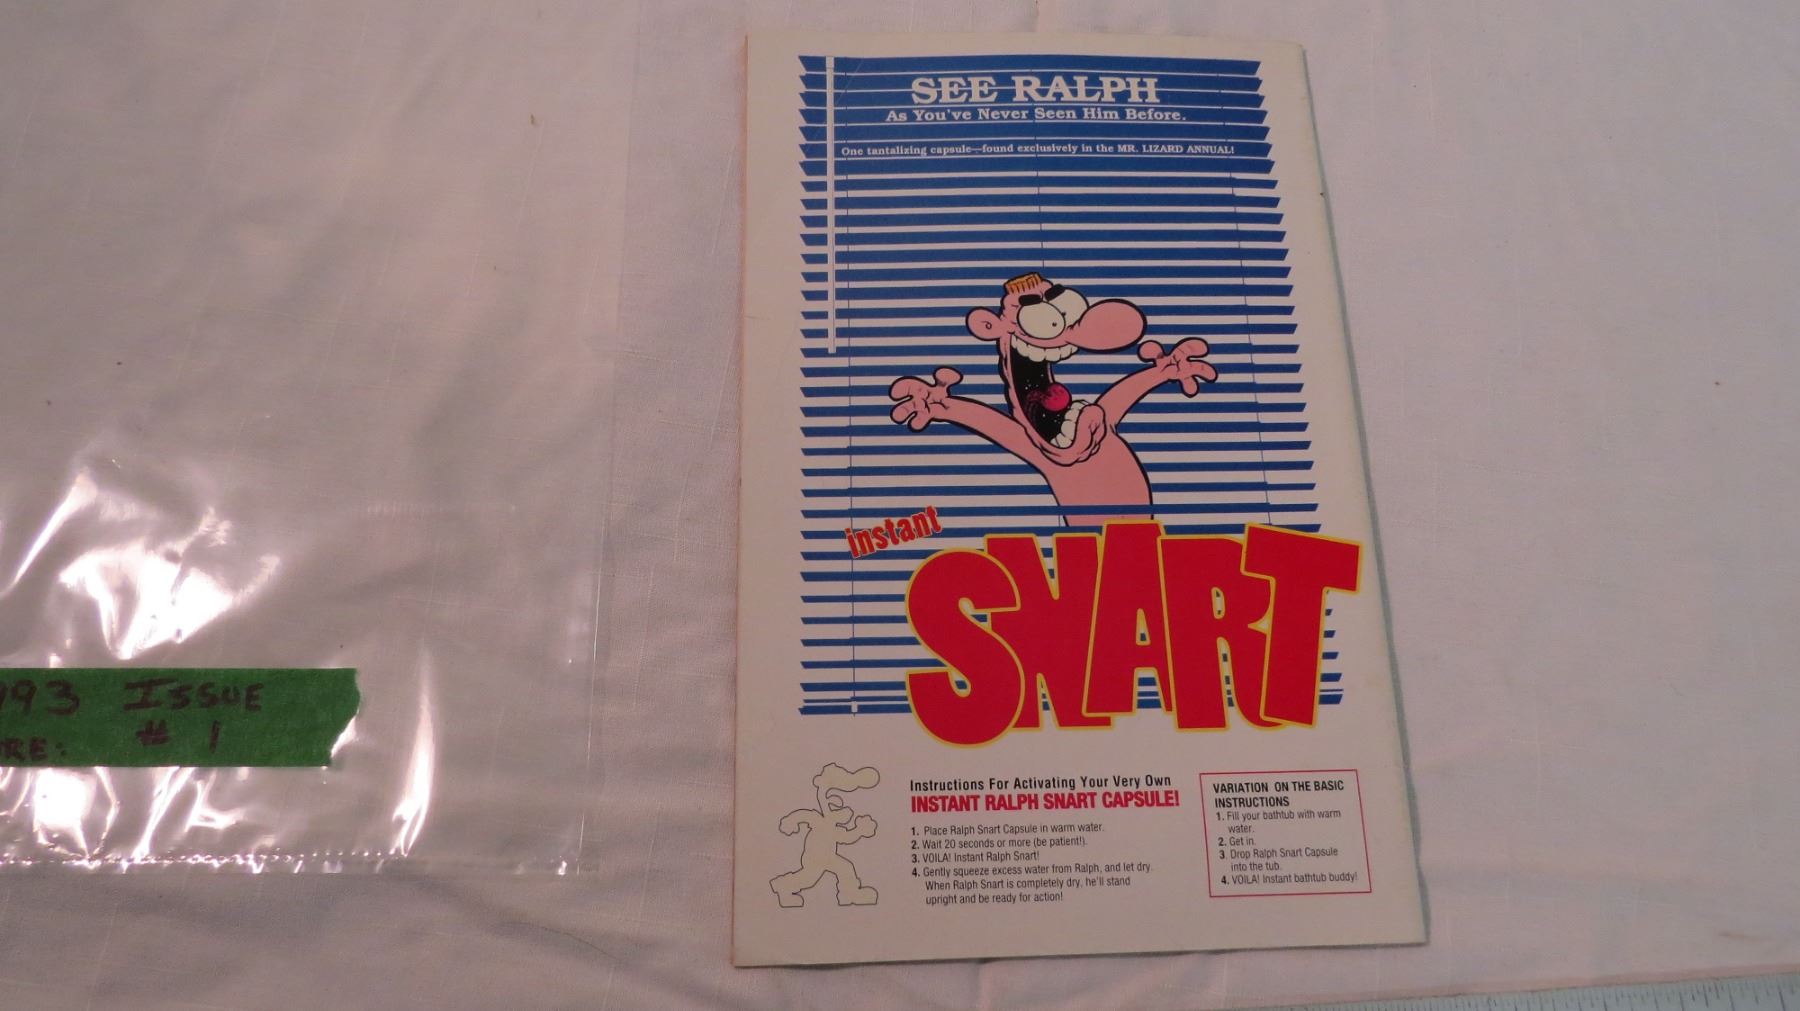 SEE RALPH
As You've Never Seen Him Before.
One tantalizing capsule—found exclusively in the MR. LIZARD ANNUAL!
instant
SNART
Instructions For Activating Your Very Own
INSTANT RALPH SNART CAPSULE!
1. Place Ralph Snart Capsule in warm water.
2. Wait 20 seconds or more (be patient!).
3. VOILA! Instant Ralph Snart!
4. Gently squeeze excess water from Ralph, and let dry.
When Ralph Snart is completely dry, he'll stand
upright and be ready for action!
VARIATION ON THE BASIC
INSTRUCTIONS
1. Fill your bathtub with warm
water.
2. Get in.
3. Drop Ralph Snart Capsule
into the tub.
4. VOILA! Instant bathtub buddy!
993 ISSUE
RE: # 1